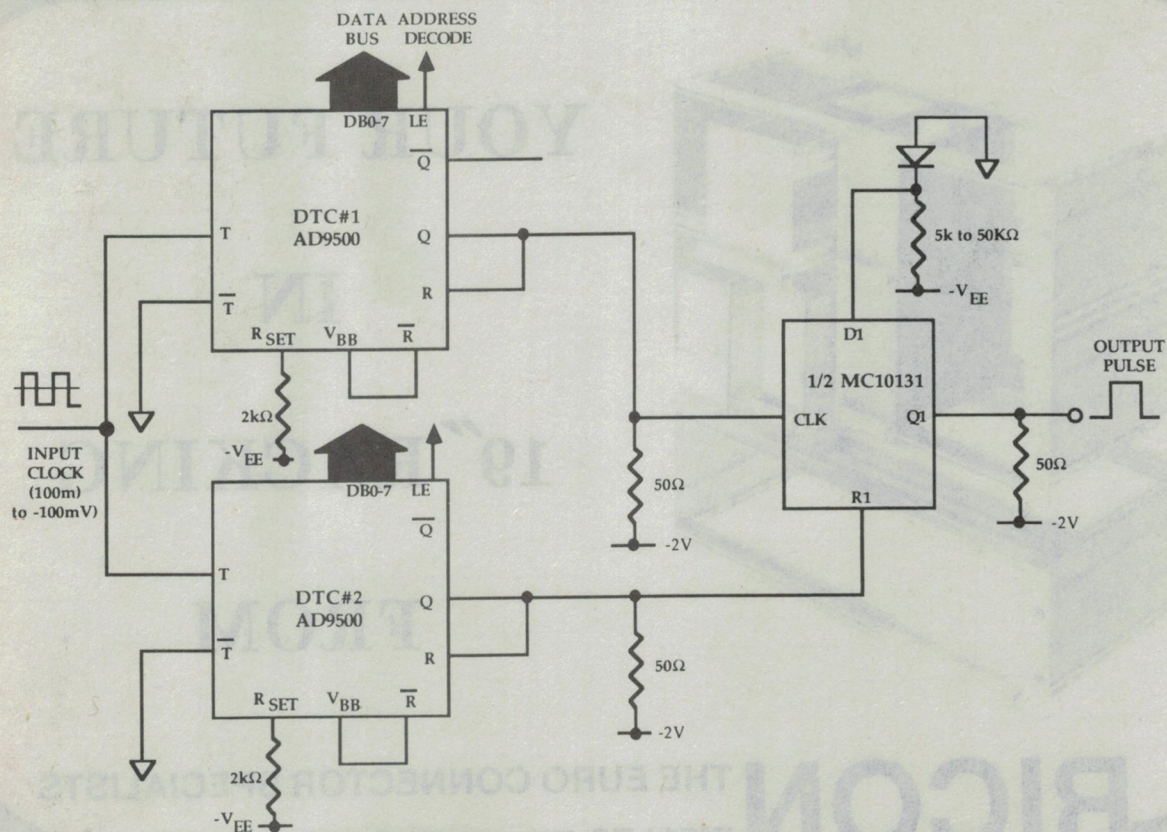 DATA ADDRESS
BUS DECODE
DB0-7 LE
Q
DTC#1
AD9500
T
Q
R
T
R SET
V BB
R
2kΩ
-V EE
INPUT
CLOCK
(100m)
to -100mV)
DB0-7 LE
Q
T
DTC#2
AD9500
Q
T
R
R SET
V BB
R
2kΩ
-V EE
50Ω
-2V
50Ω
-2V
5k to 50KΩ
-V EE
D1
1/2 MC10131
CLK
Q1
R1
OUTPUT
PULSE
50Ω
-2V
YOUR FUTURE
IN
19"
FROM
THE EURO CONNECTOR SPECIALISTS
RICON